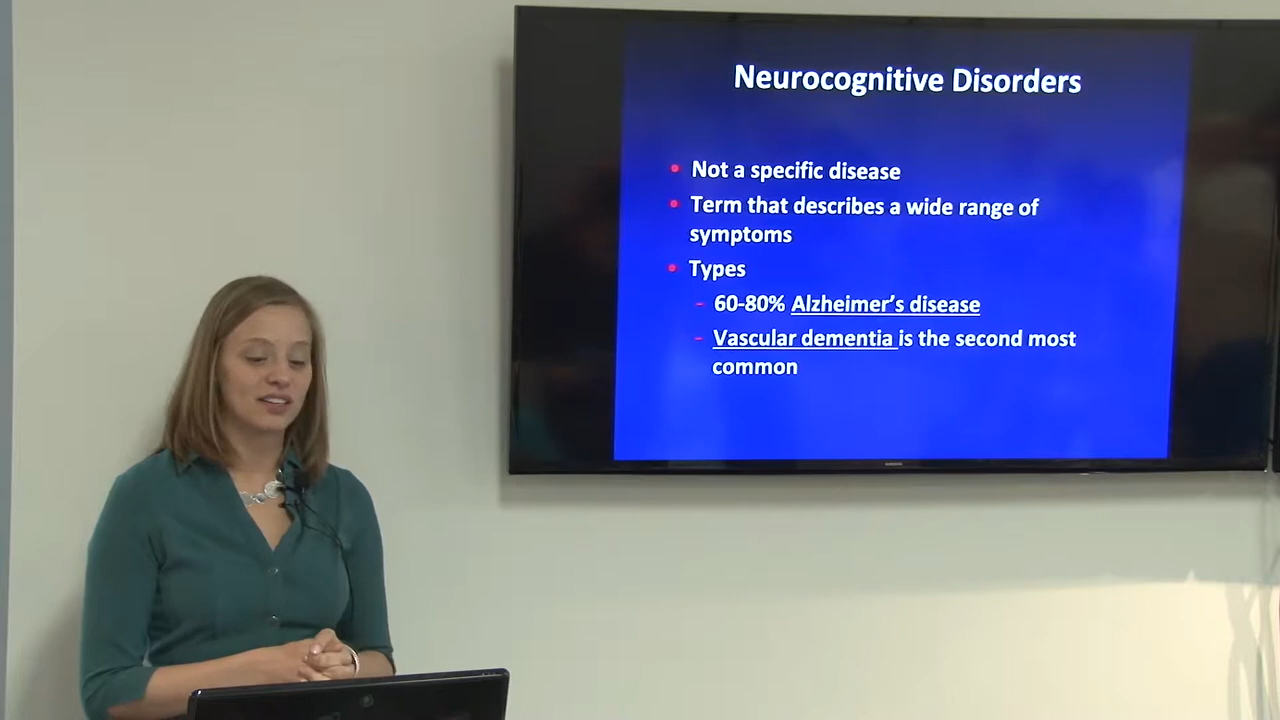 Neurocognitive Disorders
• Not a specific disease
• Term that describes a wide range of
symptoms
• Types
– 60-80% Alzheimer's disease
– Vascular dementia is the second most
common